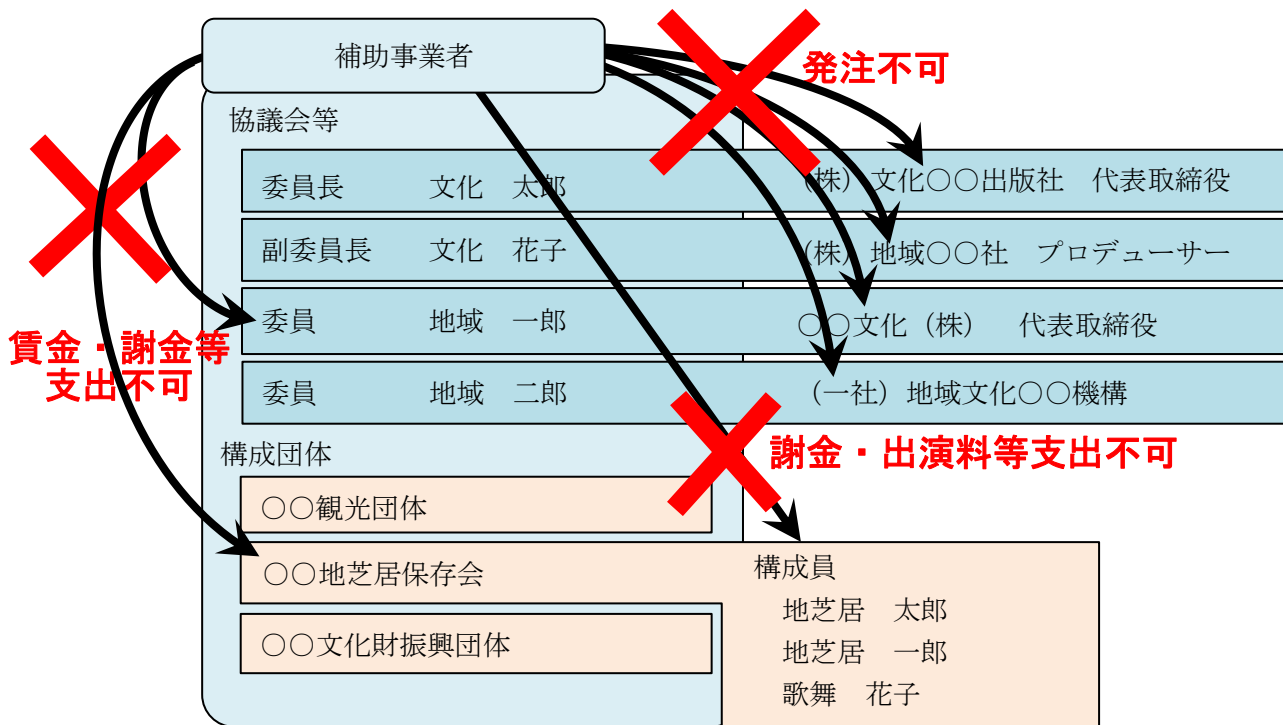 補助事業者
発注不可
協議会等
委員長　文化　太郎　(株)文化○○出版社　代表取締役
副委員長　文化　花子　(株)地域○○社　プロデューサー
委員　地域　一郎　○○文化(株)　代表取締役
賃金・謝金等
支出不可
委員　地域　二郎　(一社)地域文化○○機構
謝金・出演料等支出不可
構成団体
○○観光団体
○○地芝居保存会
○○文化財振興団体
構成員
地芝居　太郎
地芝居　一郎
歌舞　花子